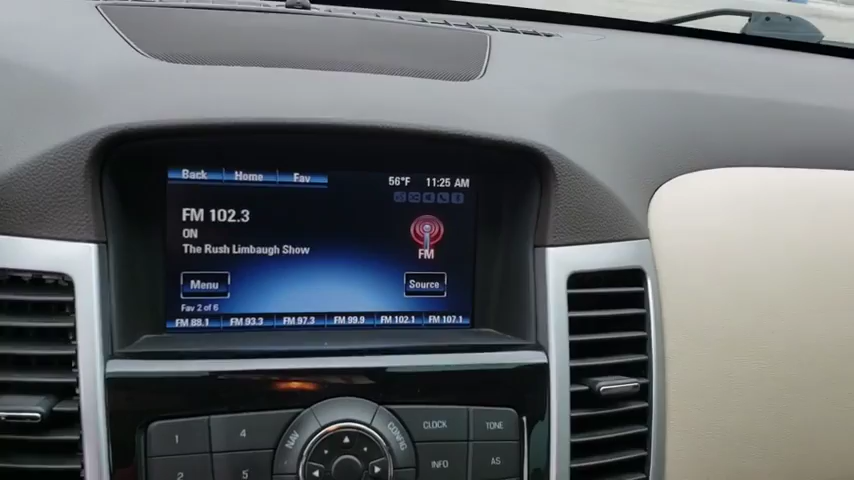 Back Home Fav
56°F 11:25 AM
FM 102.3
ON
The Rush Limbaugh Show
FM
Menu
Source
Fav 2 of 6
FM 88.1 FM 93.3 FM 97.3 FM 99.9 FM 102.1 FM 107.1
1 4 NAV CONFIG CLOCK TONE
2 5 INFO AS